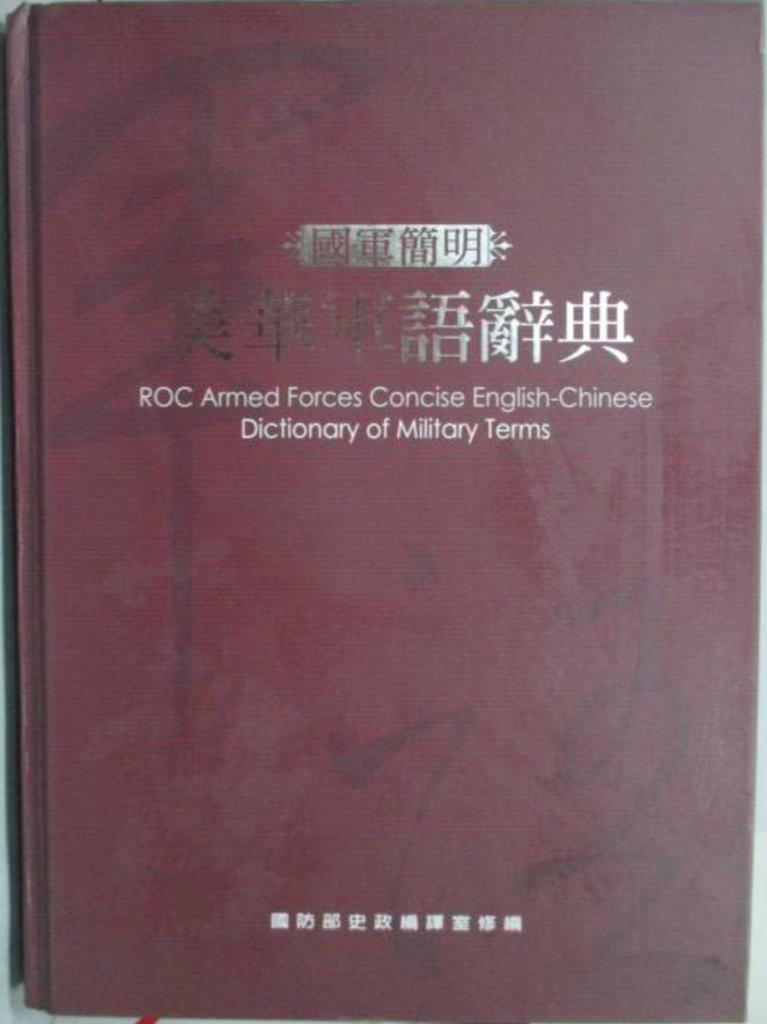 國軍簡明
美華軍語辭典
ROC Armed Forces Concise English-Chinese
Dictionary of Military Terms
國防部史政編譯室修編